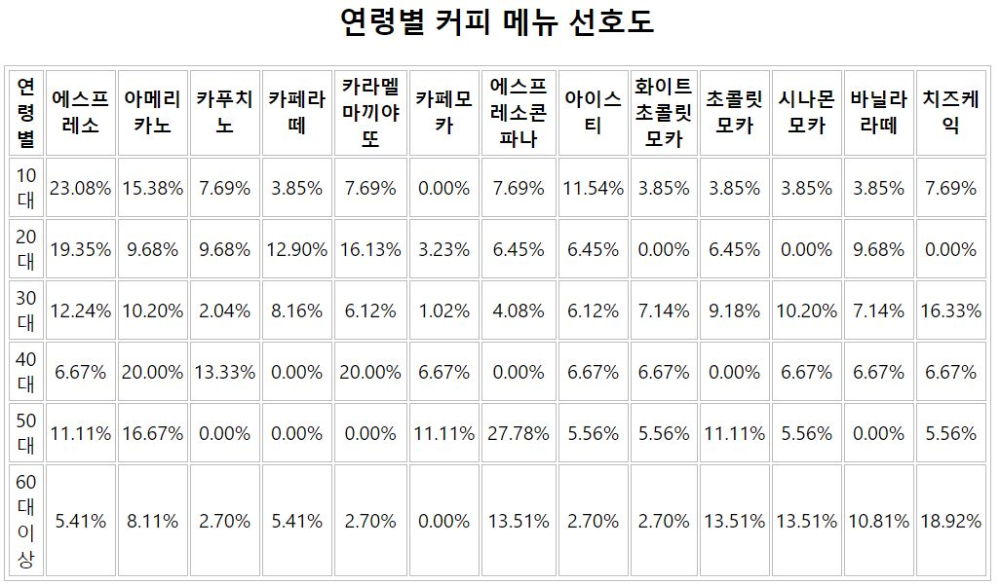 연령별 커피 메뉴 선호도
연령별 에스프레소 아메리카노 카푸치노 카페라떼 카라멜마끼야또 카페모카 에스프레소콘파나 아이스티 화이트초콜릿모카 초콜릿모카 시나몬모카 바닐라라떼 치즈케익
10대 23.08% 15.38% 7.69% 3.85% 7.69% 0.00% 7.69% 11.54% 3.85% 3.85% 3.85% 3.85% 7.69%
20대 19.35% 9.68% 9.68% 12.90% 16.13% 3.23% 6.45% 6.45% 0.00% 6.45% 0.00% 9.68% 0.00%
30대 12.24% 10.20% 2.04% 8.16% 6.12% 1.02% 4.08% 6.12% 7.14% 9.18% 10.20% 7.14% 16.33%
40대 6.67% 20.00% 13.33% 0.00% 20.00% 6.67% 0.00% 6.67% 6.67% 0.00% 6.67% 6.67% 6.67%
50대 11.11% 16.67% 0.00% 0.00% 0.00% 11.11% 27.78% 5.56% 5.56% 11.11% 5.56% 0.00% 5.56%
60대이상 5.41% 8.11% 2.70% 5.41% 2.70% 0.00% 13.51% 2.70% 2.70% 13.51% 13.51% 10.81% 18.92%